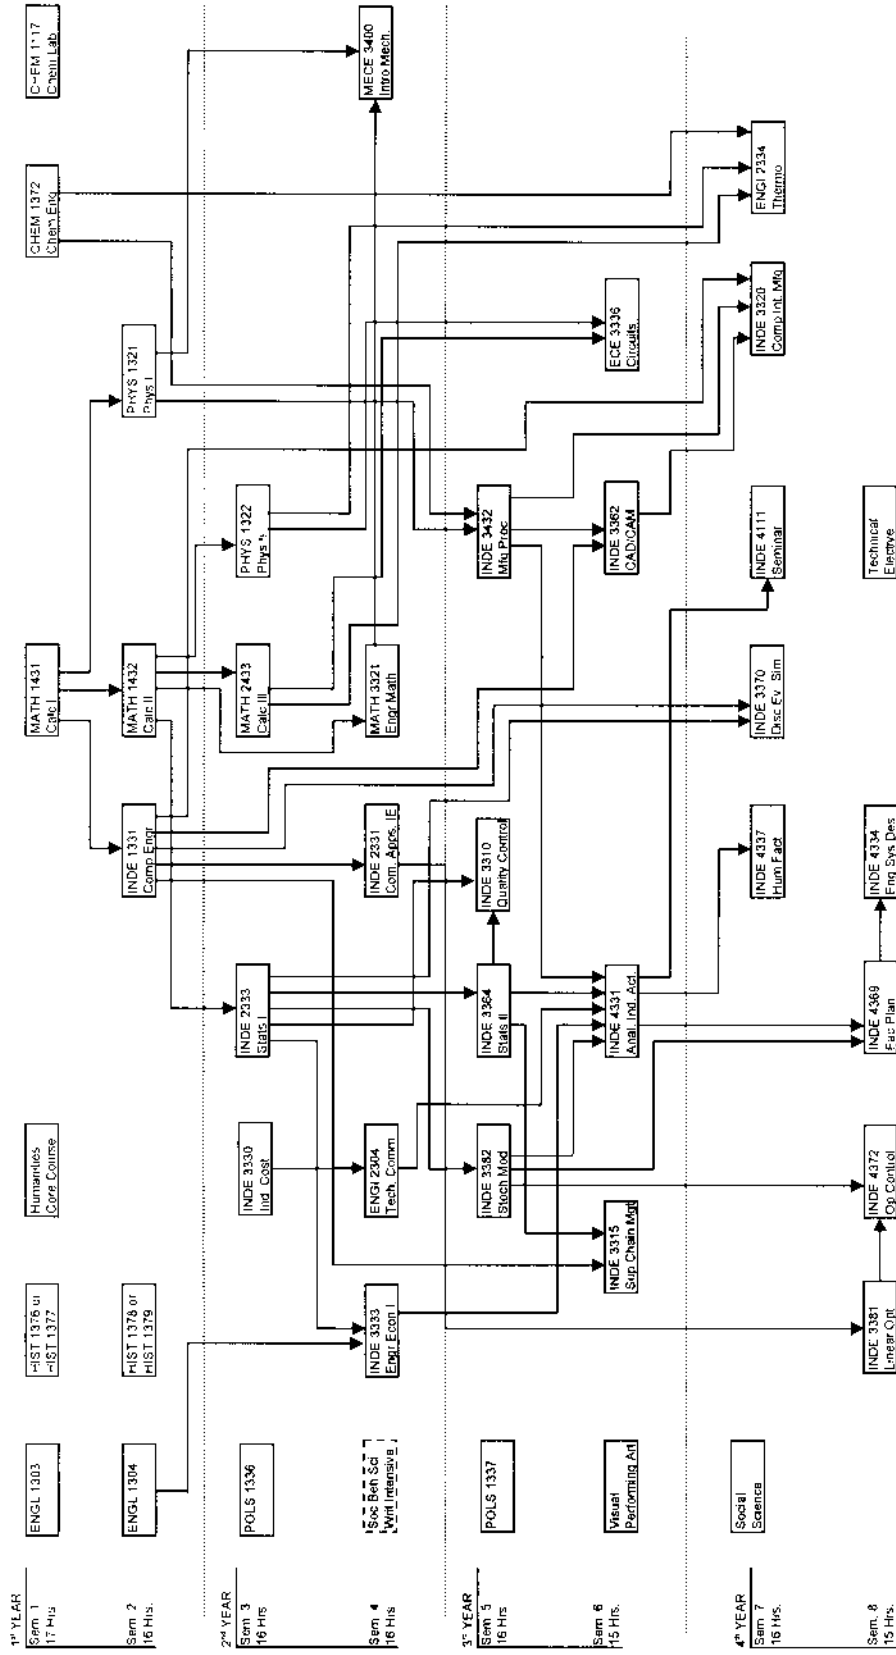 1st YEAR
Sem 1
17 Hrs
ENGL 1303
HIST 1376 or
HIST 1377
Humanities
Core Course
MATH 1431
Calc I
CHEM 1372
Chem Eng
CHEM 1117
Chem Lab
Sem 2
16 Hrs
ENGL 1304
HIST 1378 or
HIST 1379
INDE 1331
Comp Engr
MATH 1432
Calc II
PHYS 1321
Phys I
2nd YEAR
Sem 3
16 Hrs
POLS 1336
INDE 3330
Ind. Cost
INDE 2333
Stats I
MATH 2433
Calc III
PHYS 1322
Phys II
Sem 4
16 Hrs
Soc Beh Sci
Writ Intensive
INDE 3333
Engr Econ I
ENGI 2304
Tech. Comm
INDE 2331
Com. Apps. IE
MATH 3321
Engr Math
MECE 3400
Intro Mech.
3rd YEAR
Sem 5
16 Hrs
POLS 1337
INDE 3382
Stoch Mod
INDE 3364
Stats II
INDE 3310
Quality Control
INDE 3432
Mfg Proc
Sem 6
15 Hrs.
Visual
Performing Art
INDE 3315
Sup Chain Mgt
INDE 4331
Anal. Ind. Act.
INDE 3362
CAD/CAM
ECE 3336
Circuits
4th YEAR
Sem 7
16 Hrs
Social
Science
INDE 4337
Hum Fact
INDE 3370
Disc Ev Sim
INDE 4111
Seminar
INDE 3320
Comp Int. Mfg
ENGI 2334
Thermo
Sem. 8
15 Hrs.
INDE 3381
Linear Opt
INDE 4372
Op Control
INDE 4369
Fac Plan
INDE 4334
Eng Sys Des
Technical
Elective